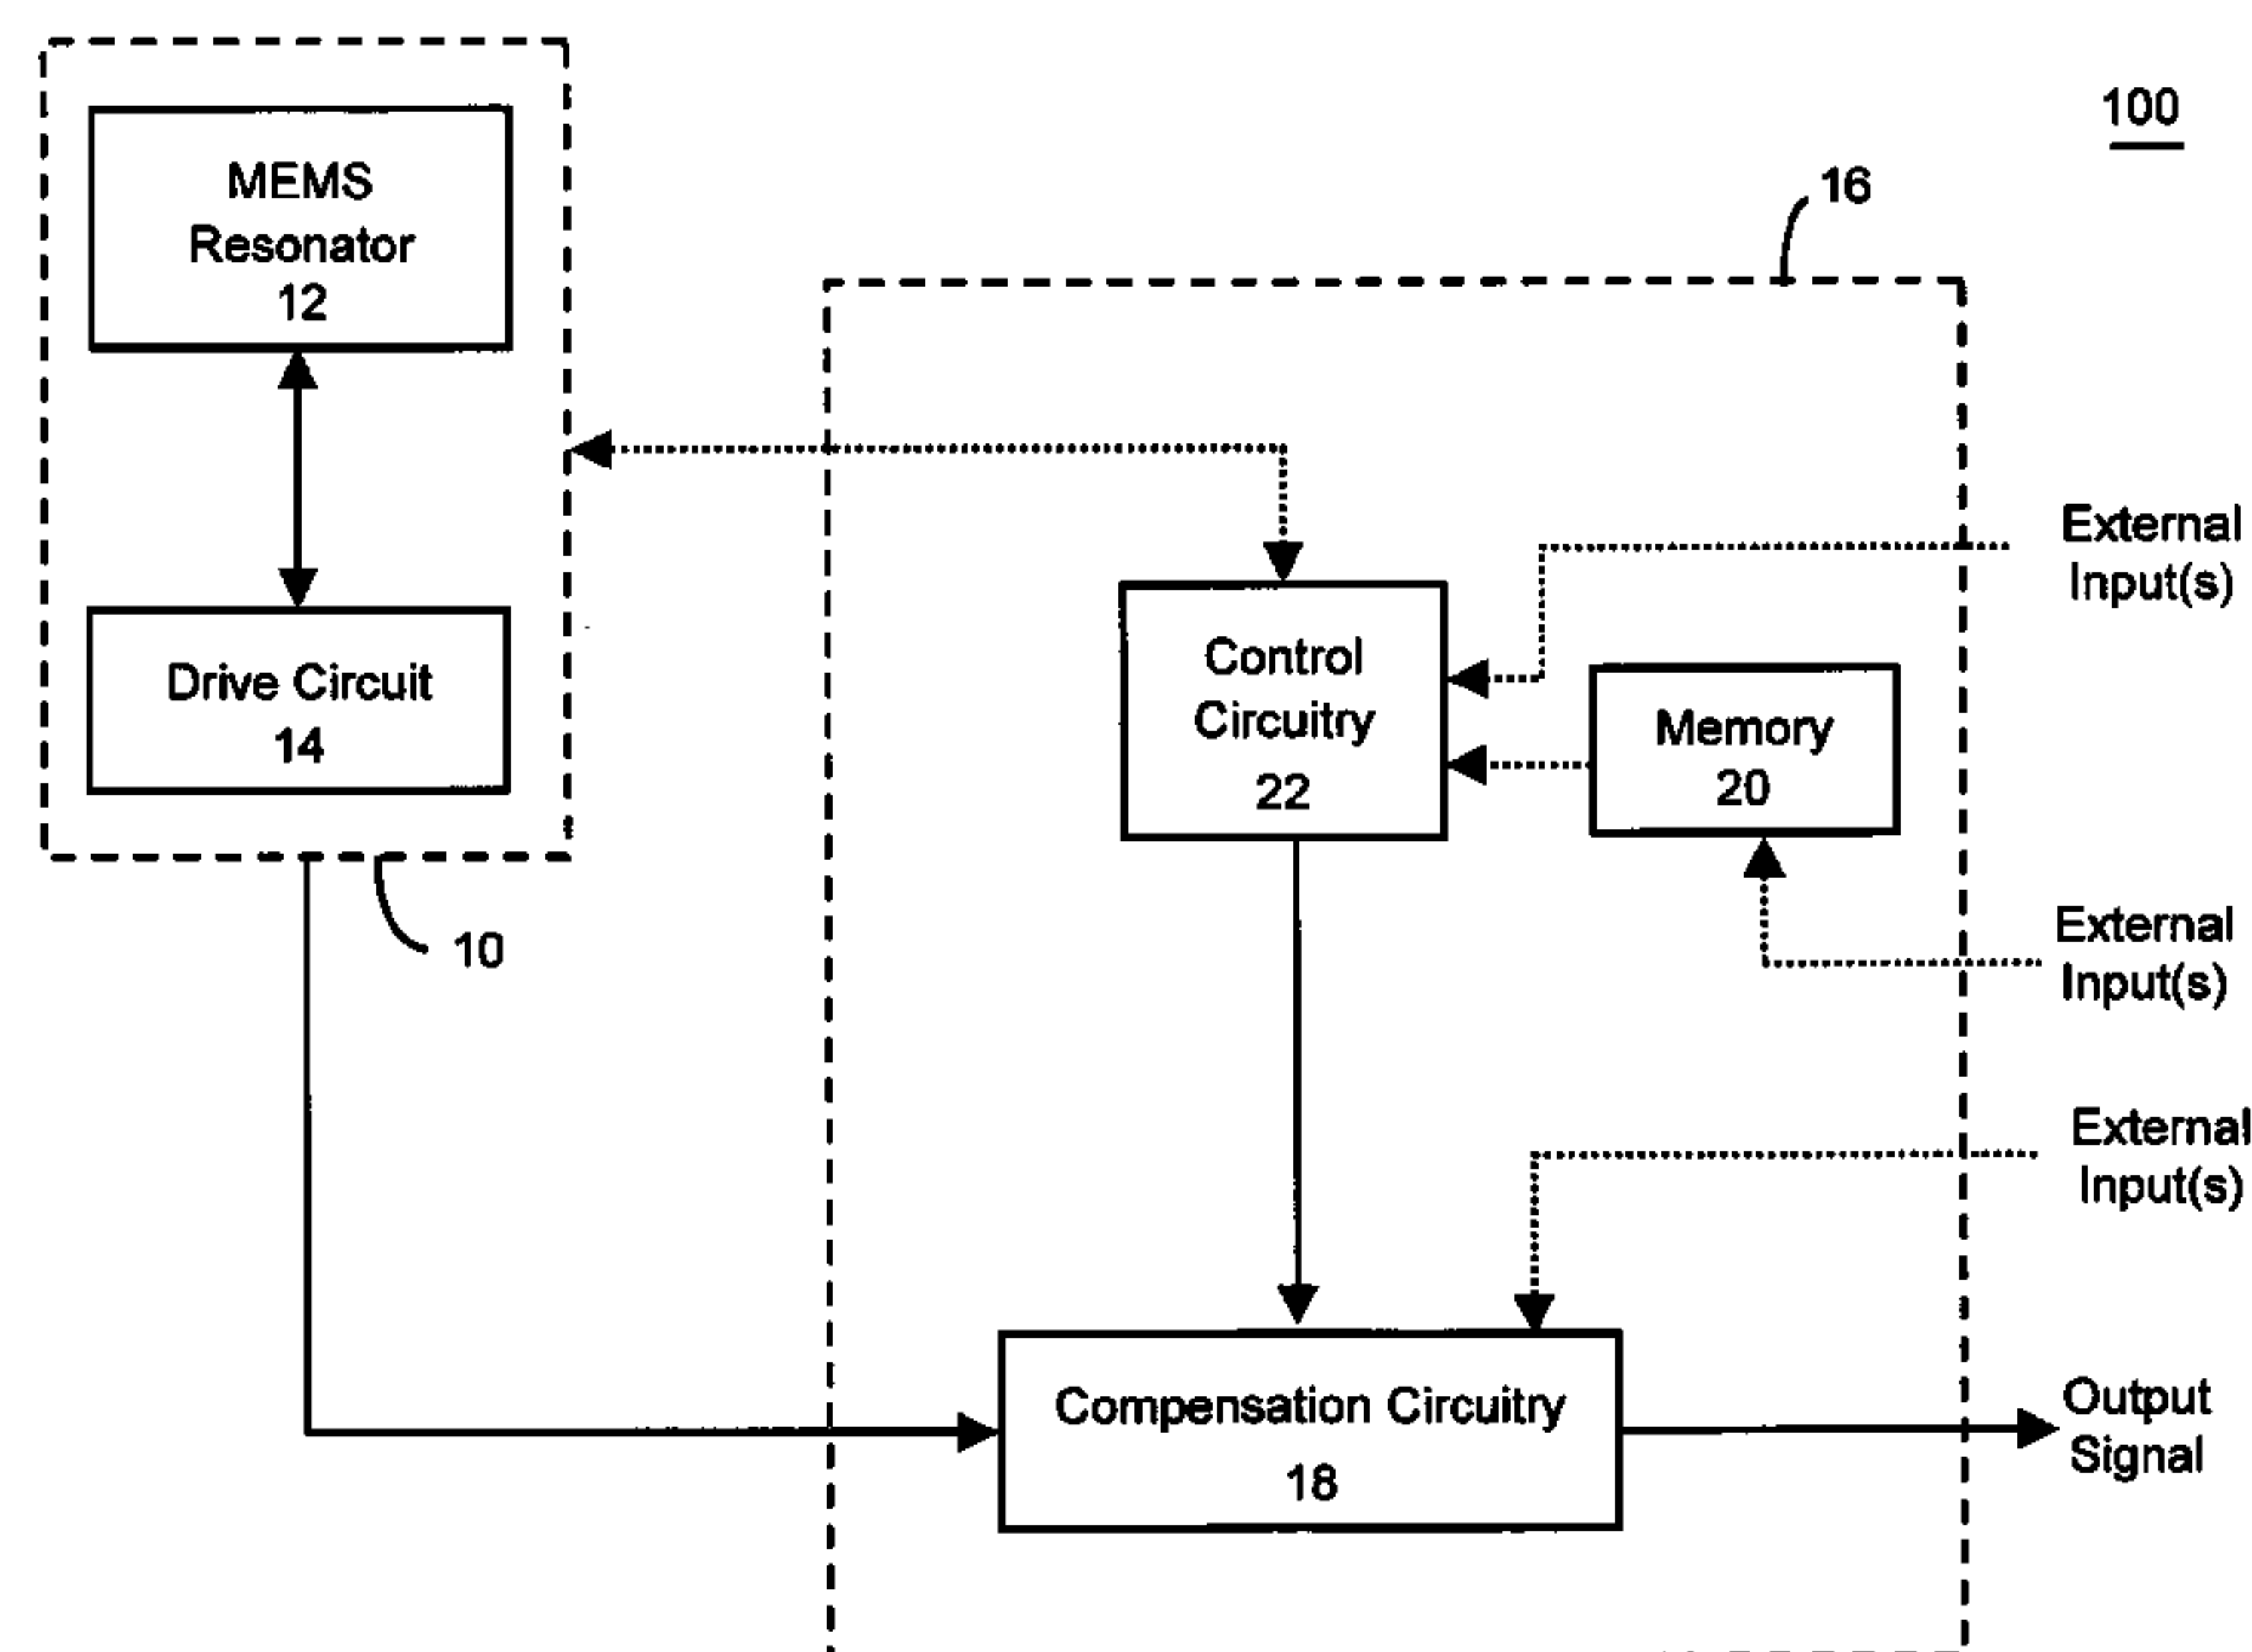 100
16
MEMS
Resonator
12
External
Input(s)
Control
Circuitry
22
Drive Circuit
14
Memory
20
10
External
Input(s)
External
Input(s)
Compensation Circuitry
18
Output
Signal